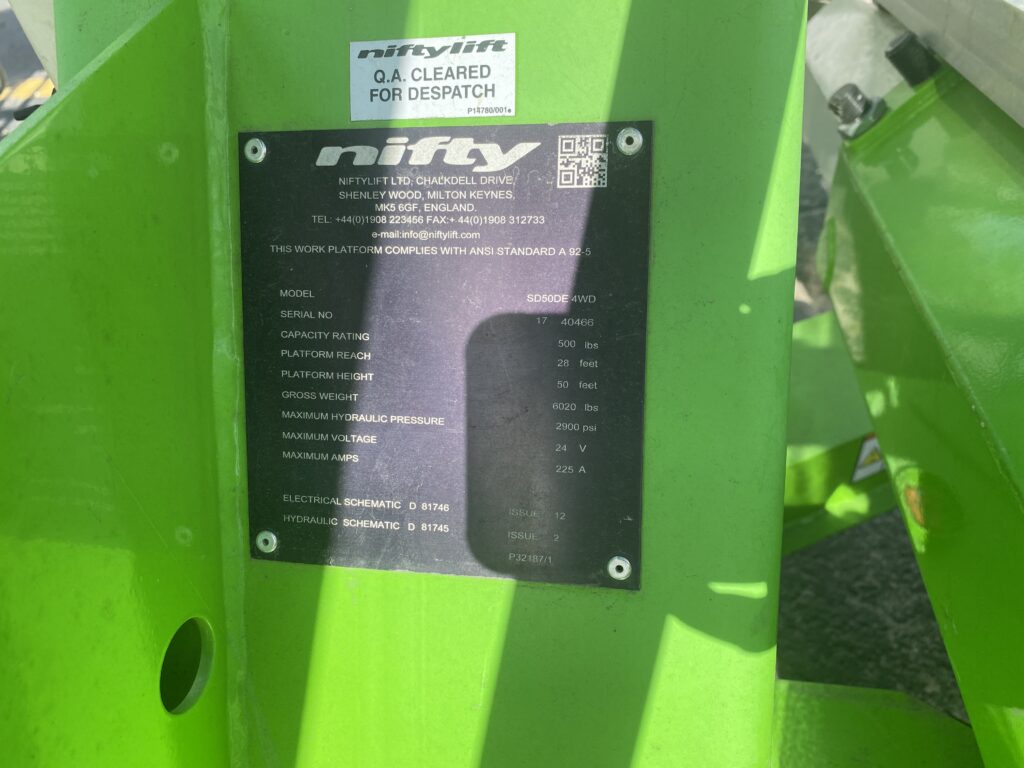 niftylift
Q.A. CLEARED
FOR DESPATCH
P14780/001
nifty
NIFTYLIFT LTD, CHALKDELL DRIVE,
SHENLEY WOOD, MILTON KEYNES,
MK5 6GF, ENGLAND.
TEL: +44(0)1908 223456 FAX:+ 44(0)1908 312733
e-mail:info@niftylift.com
THIS WORK PLATFORM COMPLIES WITH ANSI STANDARD A 92-5
MODEL SD50DE 4WD
SERIAL NO 17 40466
CAPACITY RATING 500 lbs
PLATFORM REACH 28 feet
PLATFORM HEIGHT 50 feet
GROSS WEIGHT 6020 lbs
MAXIMUM HYDRAULIC PRESSURE 2900 psi
MAXIMUM VOLTAGE 24 V
MAXIMUM AMPS 225 A
ELECTRICAL SCHEMATIC D 81746 ISSUE 12
HYDRAULIC SCHEMATIC D 81745 ISSUE 2
P32187/1